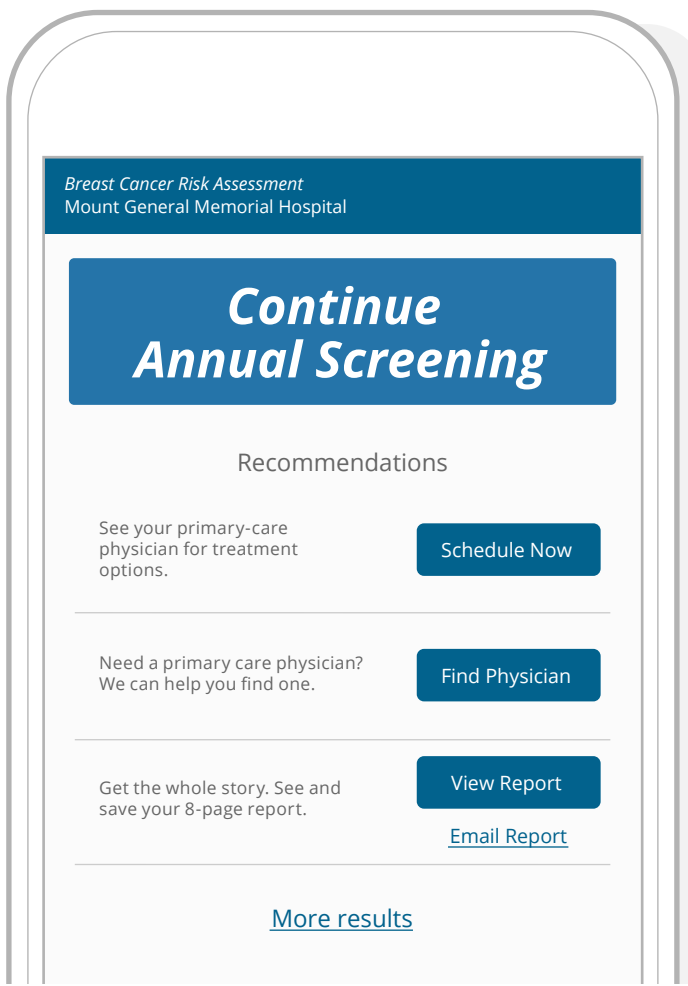 Breast Cancer Risk Assessment
Mount General Memorial Hospital
Continue
Annual Screening
Recommendations
See your primary-care
physician for treatment
options.
Schedule Now
Need a primary care physician?
We can help you find one.
Find Physician
Get the whole story. See and
save your 8-page report.
View Report
Email Report
More results